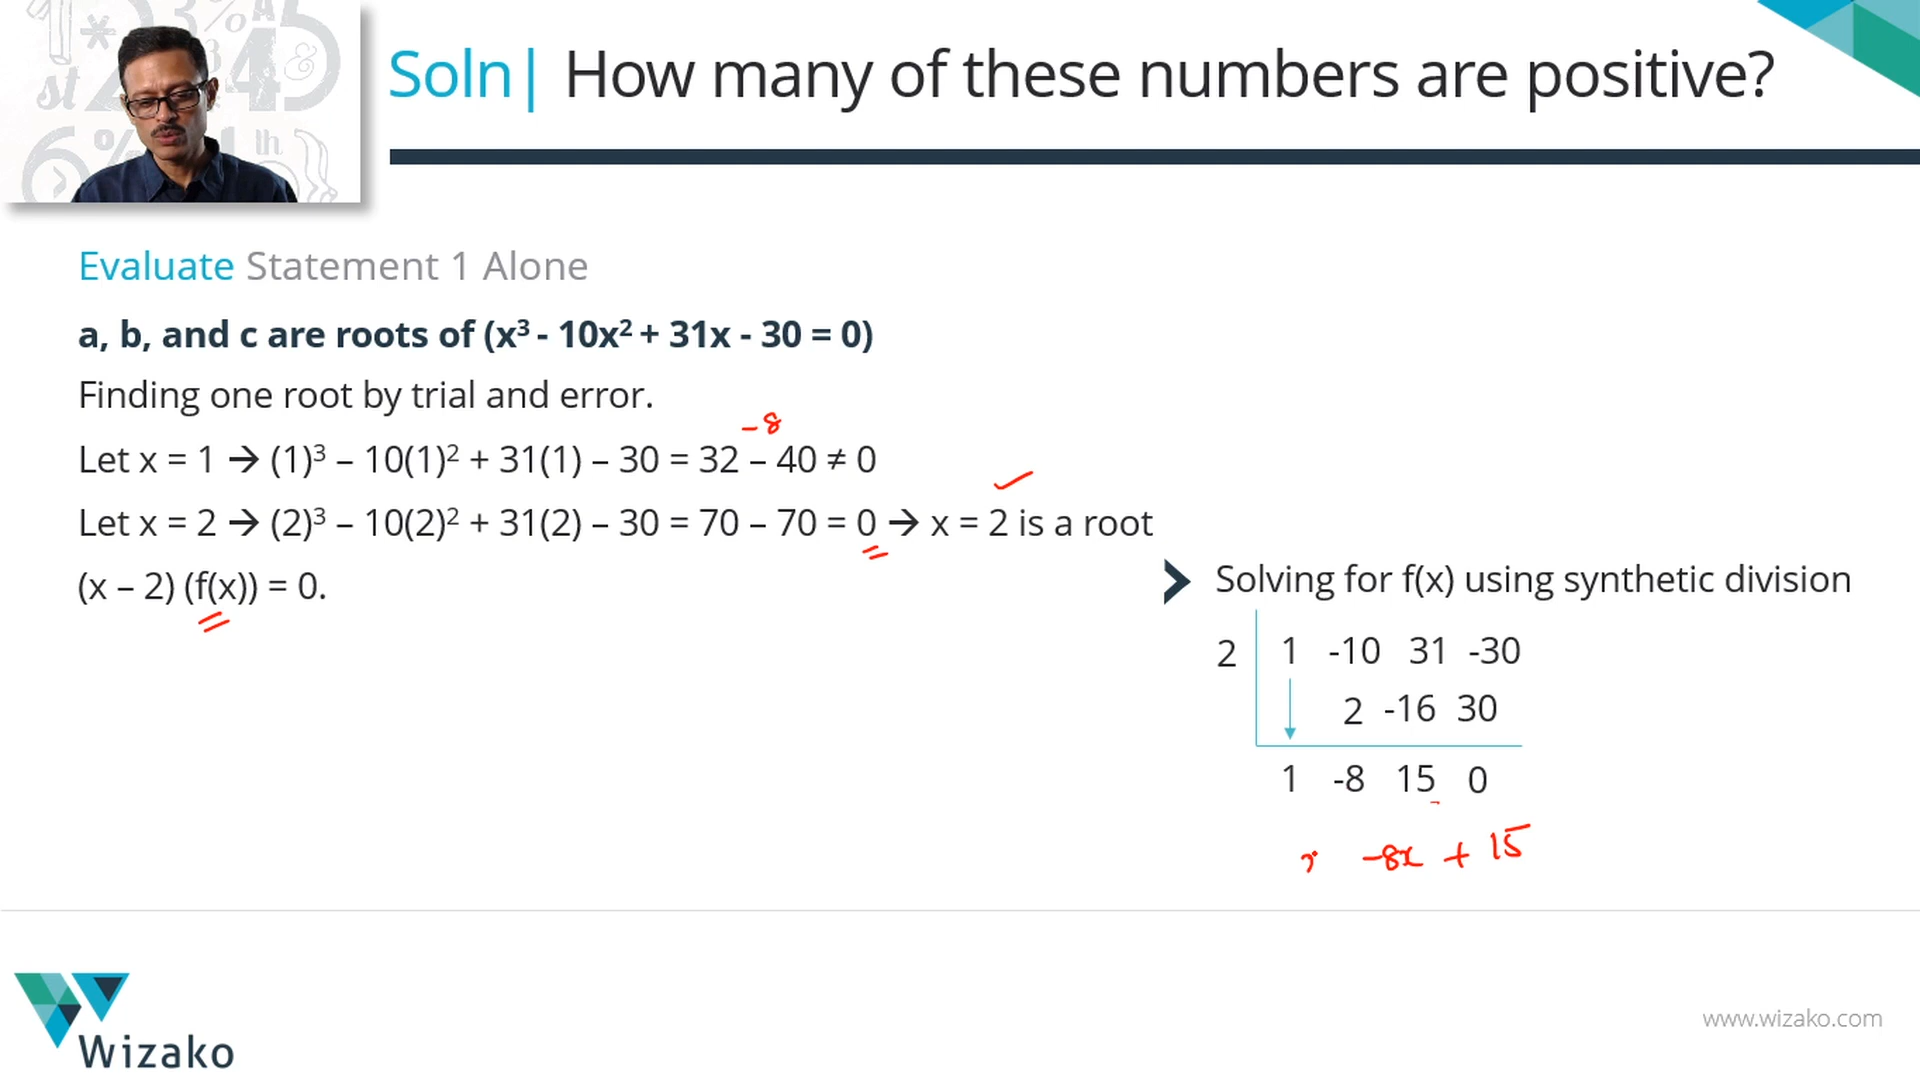 Soln| How many of these numbers are positive?
Evaluate Statement 1 Alone
a, b, and c are roots of (x³ - 10x² + 31x - 30 = 0)
Finding one root by trial and error.
-8
Let x = 1 → (1)³ – 10(1)² + 31(1) – 30 = 32 – 40 ≠ 0
Let x = 2 → (2)³ – 10(2)² + 31(2) – 30 = 70 – 70 = 0 → x = 2 is a root
(x – 2) (f(x)) = 0.
Solving for f(x) using synthetic division
2 1 -10 31 -30
2 -16 30
1 -8 15 0
-8x + 15
Wizako
www.wizako.com